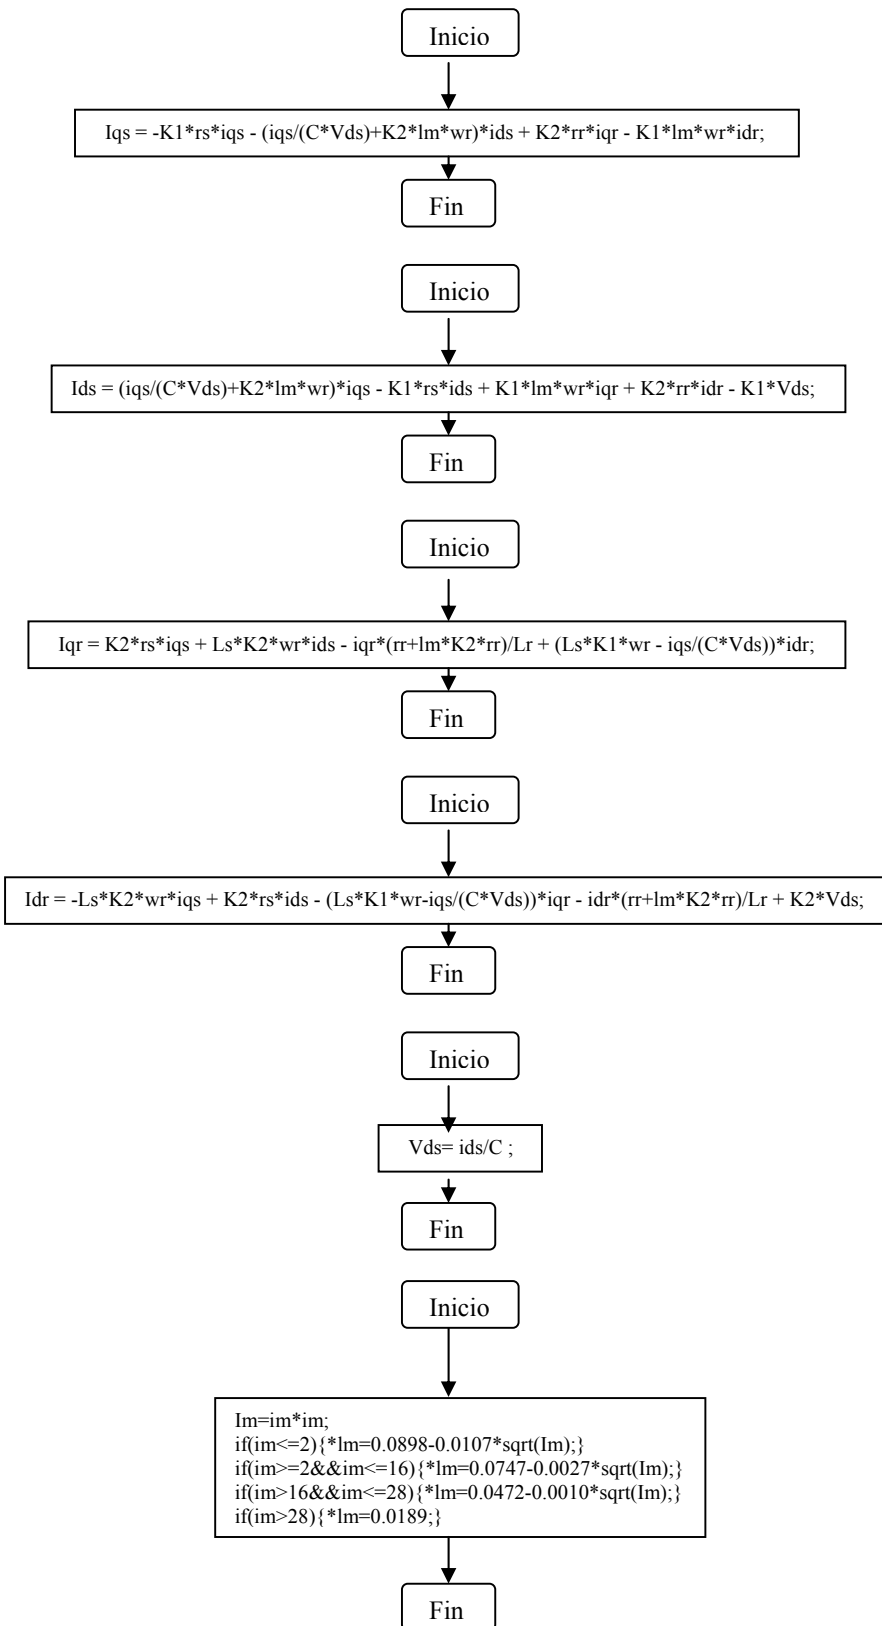 Inicio
Iqs = -K1*rs*iqs - (iqs/(C*Vds)+K2*lm*wr)*ids + K2*rr*iqr - K1*lm*wr*idr;
Fin
Inicio
Ids = (iqs/(C*Vds)+K2*lm*wr)*iqs - K1*rs*ids + K1*lm*wr*iqr + K2*rr*idr - K1*Vds;
Fin
Inicio
Iqr = K2*rs*iqs + Ls*K2*wr*ids - iqr*(rr+lm*K2*rr)/Lr + (Ls*K1*wr - iqs/(C*Vds))*idr;
Fin
Inicio
Idr = -Ls*K2*wr*iqs + K2*rs*ids - (Ls*K1*wr-iqs/(C*Vds))*iqr - idr*(rr+lm*K2*rr)/Lr + K2*Vds;
Fin
Inicio
Vds= ids/C ;
Fin
Inicio
Im=im*im;
if(im<=2){*lm=0.0898-0.0107*sqrt(Im);}
if(im>=2&&im<=16){*lm=0.0747-0.0027*sqrt(Im);}
if(im>16&&im<=28){*lm=0.0472-0.0010*sqrt(Im);}
if(im>28){*lm=0.0189;}
Fin